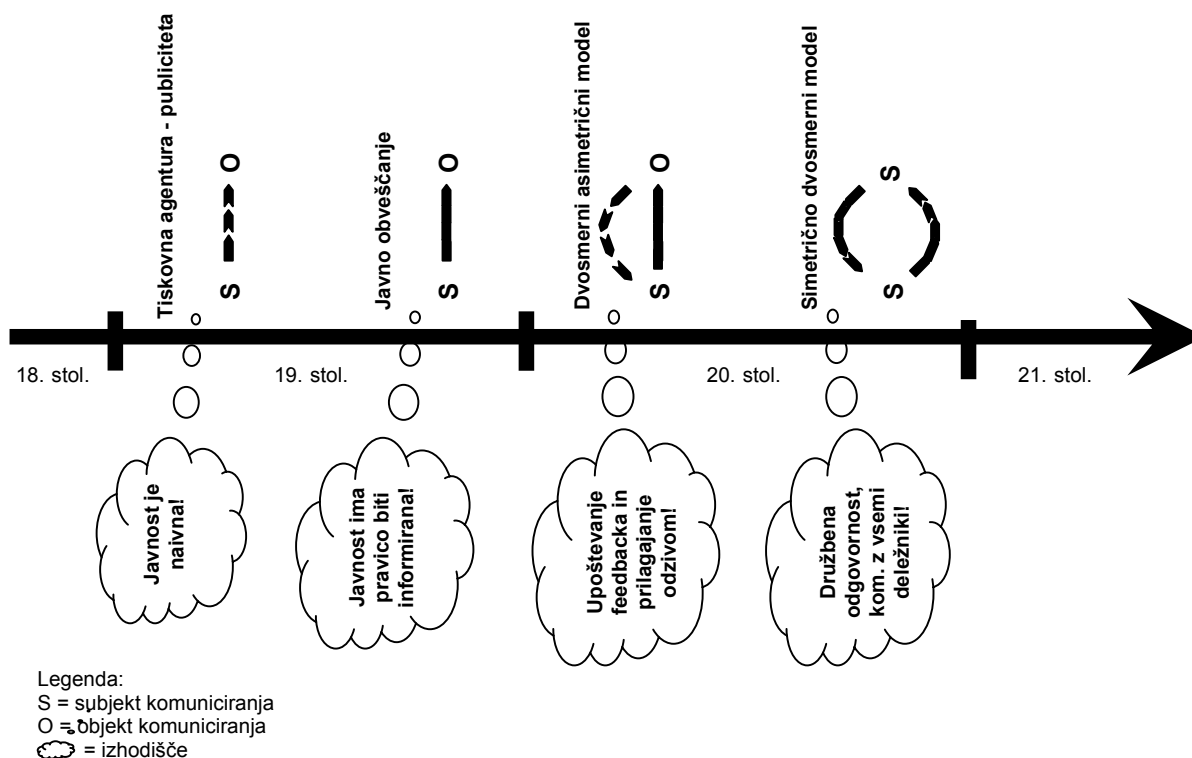 Tiskovna agentura - publiciteta
S O
Javno obveščanje
S O
Dvosmerni asimetrični model
S O
Simetrično dvosmerni model
S S
18. stol.
19. stol.
20. stol.
21. stol.
Javnost je
naivna!
Javnost ima
pravico biti
informirana!
Upoštevanje
feedbacka in
prilagajanje
odzivom!
Družbena
odgovornost,
kom. z vsemi
deležniki!
Legenda:
S = subjekt komuniciranja
O = objekt komuniciranja
= izhodišče